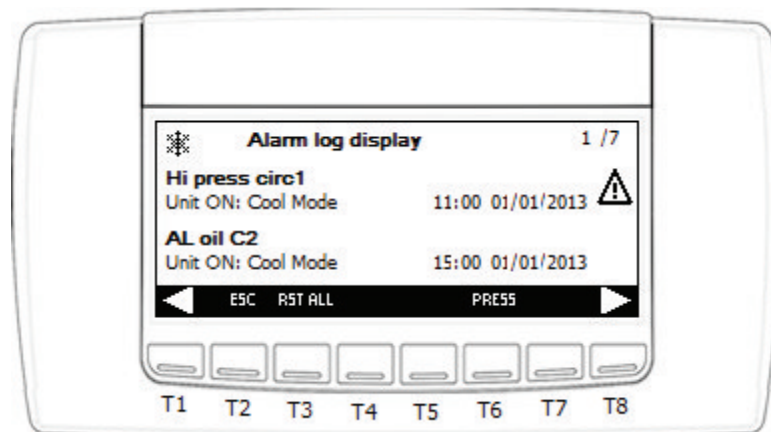 Alarm log display 1 /7
Hi press circ1
Unit ON: Cool Mode 11:00 01/01/2013
AL oil C2
Unit ON: Cool Mode 15:00 01/01/2013
ESC RST ALL PRESS
T1 T2 T3 T4 T5 T6 T7 T8